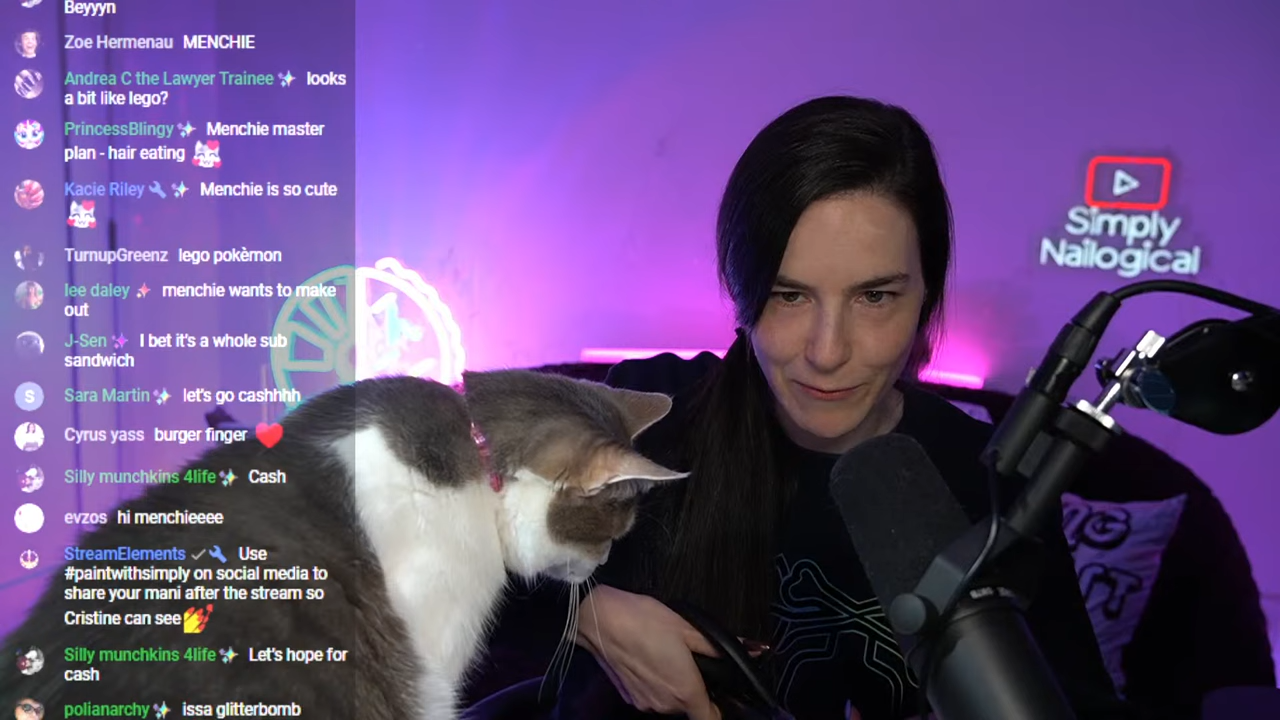 Beyyyn
Zoe Hermenau MENCHIE
Andrea C the Lawyer Trainee looks
a bit like lego?
PrincessBlingy Menchie master
plan - hair eating
Kacie Riley Menchie is so cute
TurnupGreenz lego pokèmon
lee daley menchie wants to make
out
J-Sen I bet it's a whole sub
sandwich
Sara Martin let's go cashhhh
S
Cyrus yass burger finger
Silly munchkins 4life Cash
evzos hi menchieeee
StreamElements Use
#paintwithsimply on social media to
share your mani after the stream so
Cristine can see
Silly munchkins 4life Let's hope for
cash
polianarchy issa glitterbomb
Simply
Nailogical